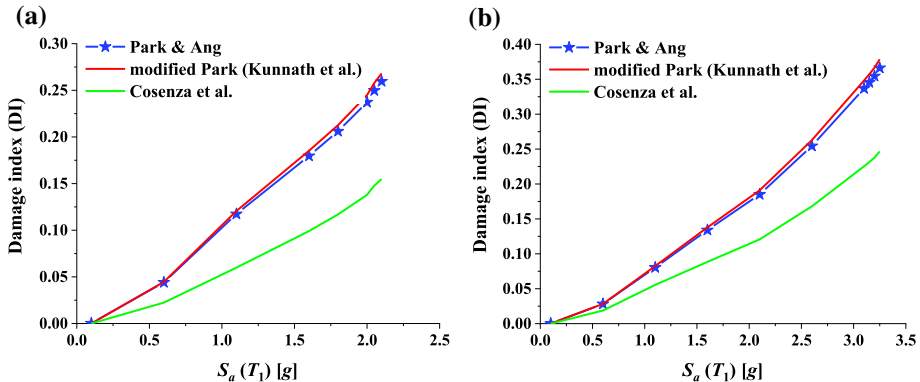 (a)
Park & Ang
modified Park (Kunnath et al.)
Cosenza et al.
Damage index (DI)
0.30
0.25
0.20
0.15
0.10
0.05
0.00
0.0 0.5 1.0 1.5 2.0 2.5
Sa (T1) [g]
(b)
Park & Ang
modified Park (Kunnath et al.)
Cosenza et al.
Damage index (DI)
0.40
0.35
0.30
0.25
0.20
0.15
0.10
0.05
0.00
0.0 0.5 1.0 1.5 2.0 2.5 3.0 3.5
Sa (T1) [g]